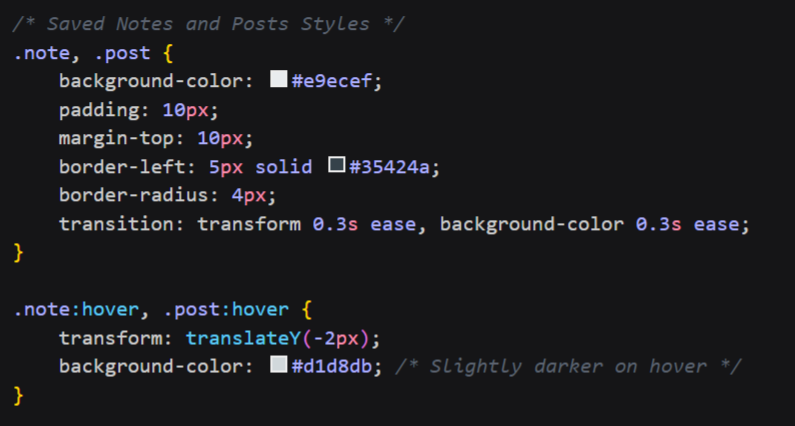 /* Saved Notes and Posts Styles */
.note, .post {
    background-color: #e9ecef;
    padding: 10px;
    margin-top: 10px;
    border-left: 5px solid #35424a;
    border-radius: 4px;
    transition: transform 0.3s ease, background-color 0.3s ease;
}

.note:hover, .post:hover {
    transform: translateY(-2px);
    background-color: #d1d8db; /* Slightly darker on hover */
}